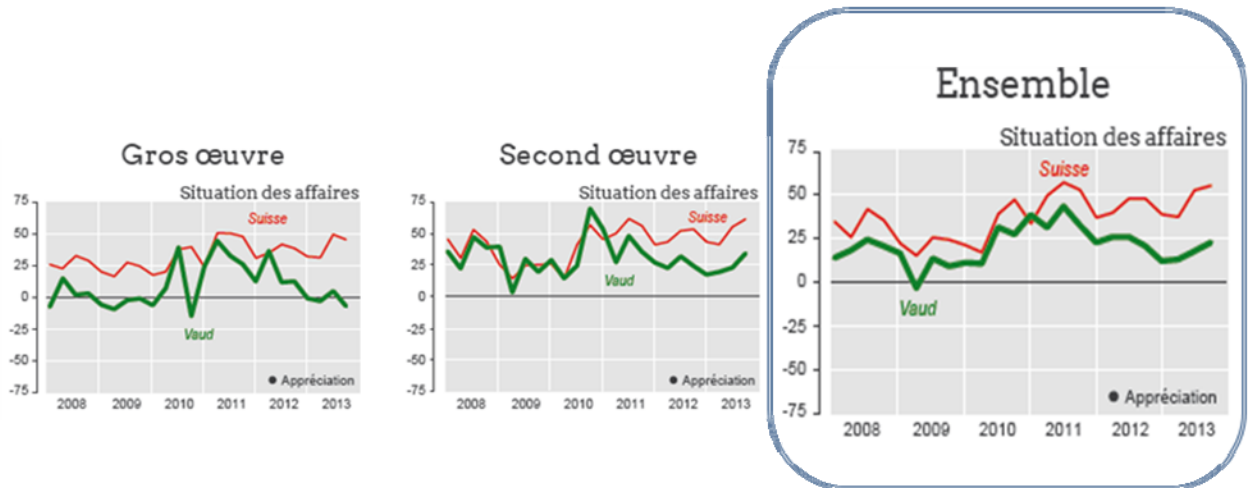 Gros œuvre
Situation des affaires
75
Suisse
50
25
0
-25
Vaud
-50
Appréciation
-75
2008 2009 2010 2011 2012 2013
Second œuvre
Situation des affaires
75
Suisse
50
25
Vaud
0
-25
-50
Appréciation
-75
2008 2009 2010 2011 2012 2013
Ensemble
Situation des affaires
75
Suisse
50
25
0
Vaud
-25
-50
Appréciation
-75
2008 2009 2010 2011 2012 2013